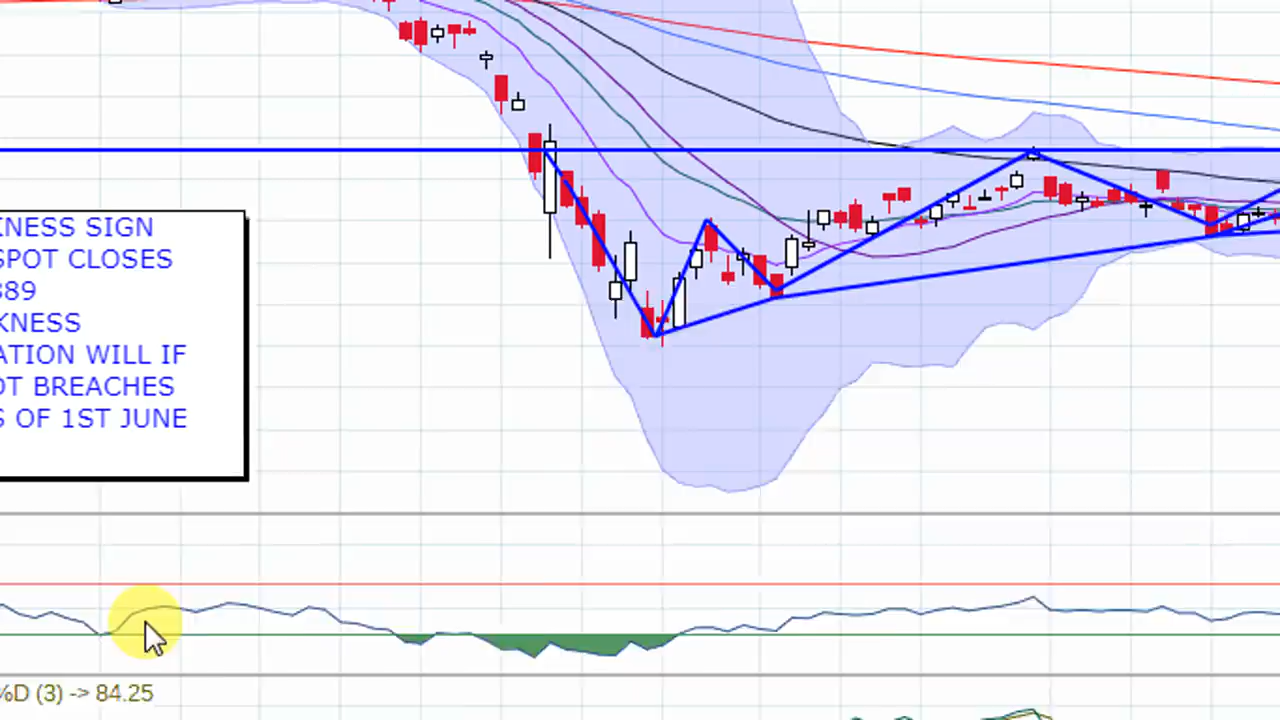 KNESS SIGN
SPOT CLOSES
389
KNESS
ATION WILL IF
OT BREACHES
S OF 1ST JUNE
%D (3) -> 84.25